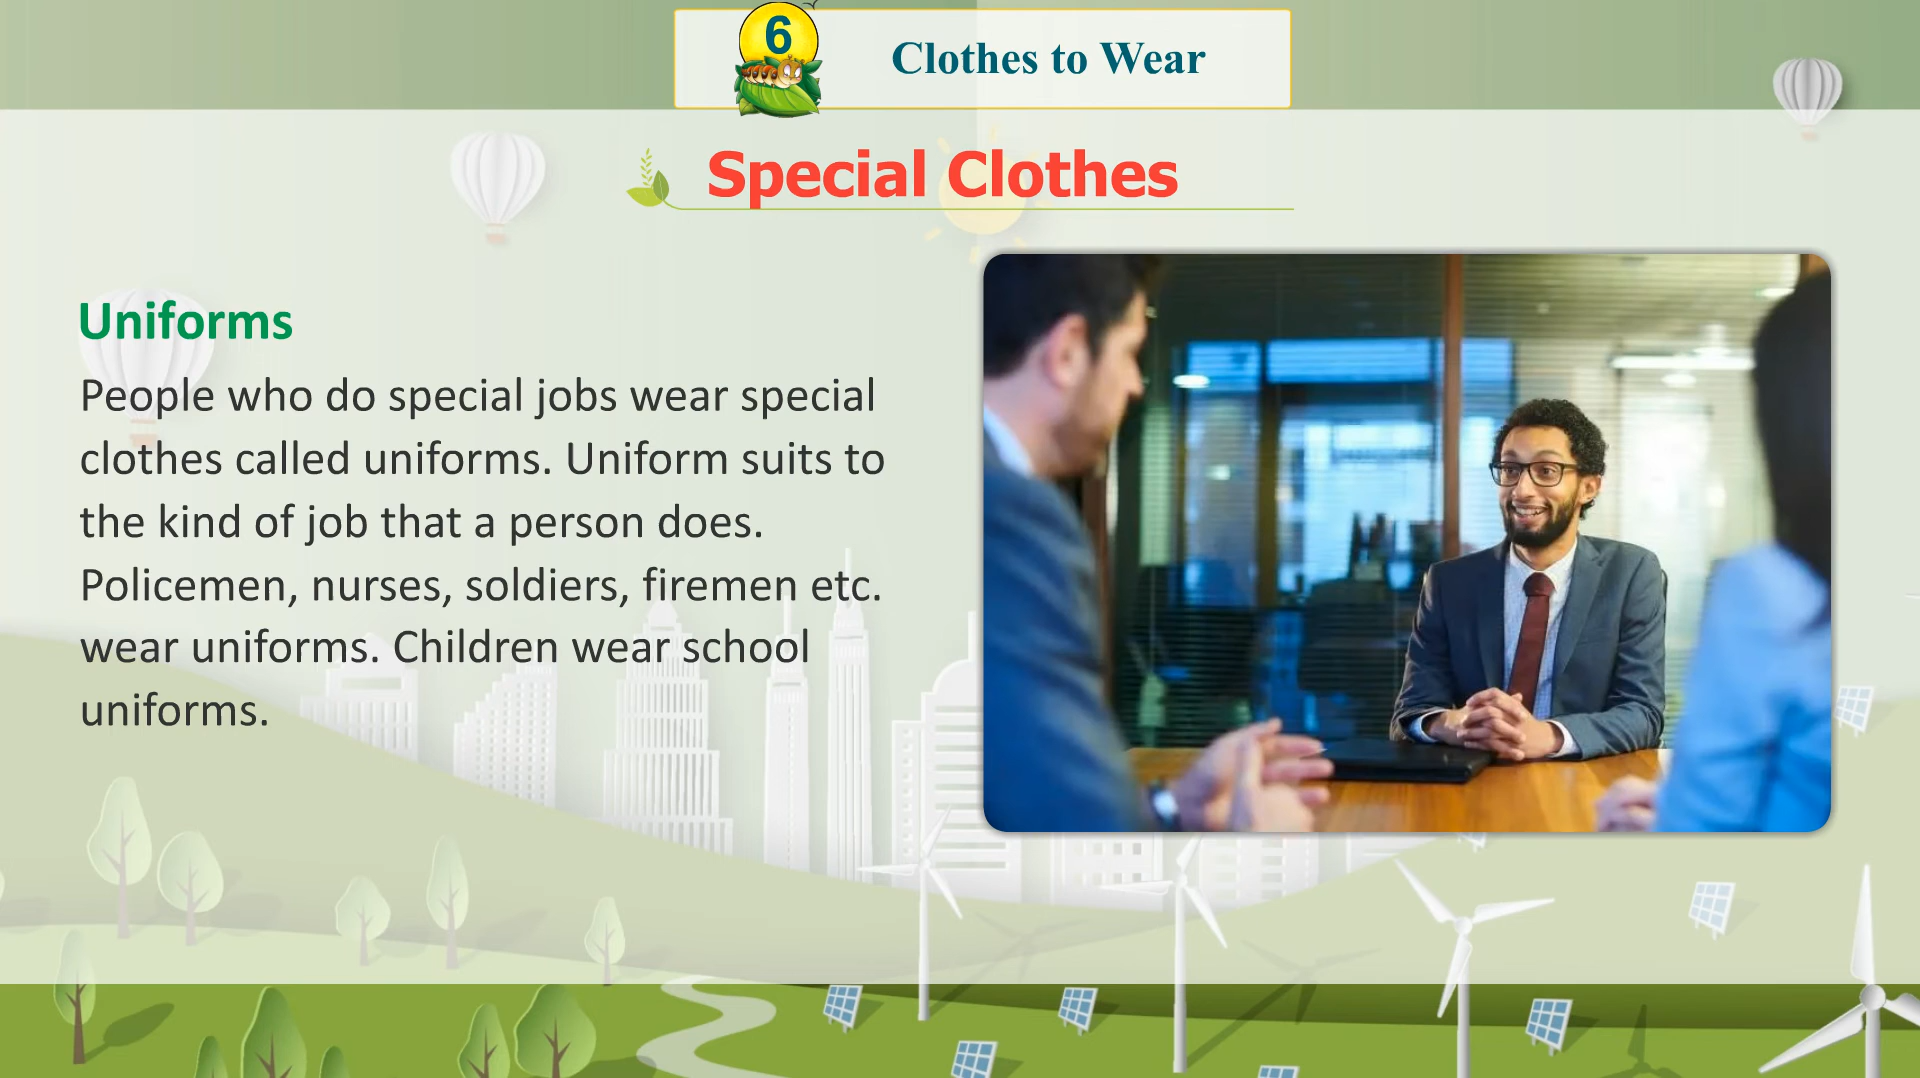 6
Clothes to Wear
Special Clothes
Uniforms
People who do special jobs wear special
clothes called uniforms. Uniform suits to
the kind of job that a person does.
Policemen, nurses, soldiers, firemen etc.
wear uniforms. Children wear school
uniforms.